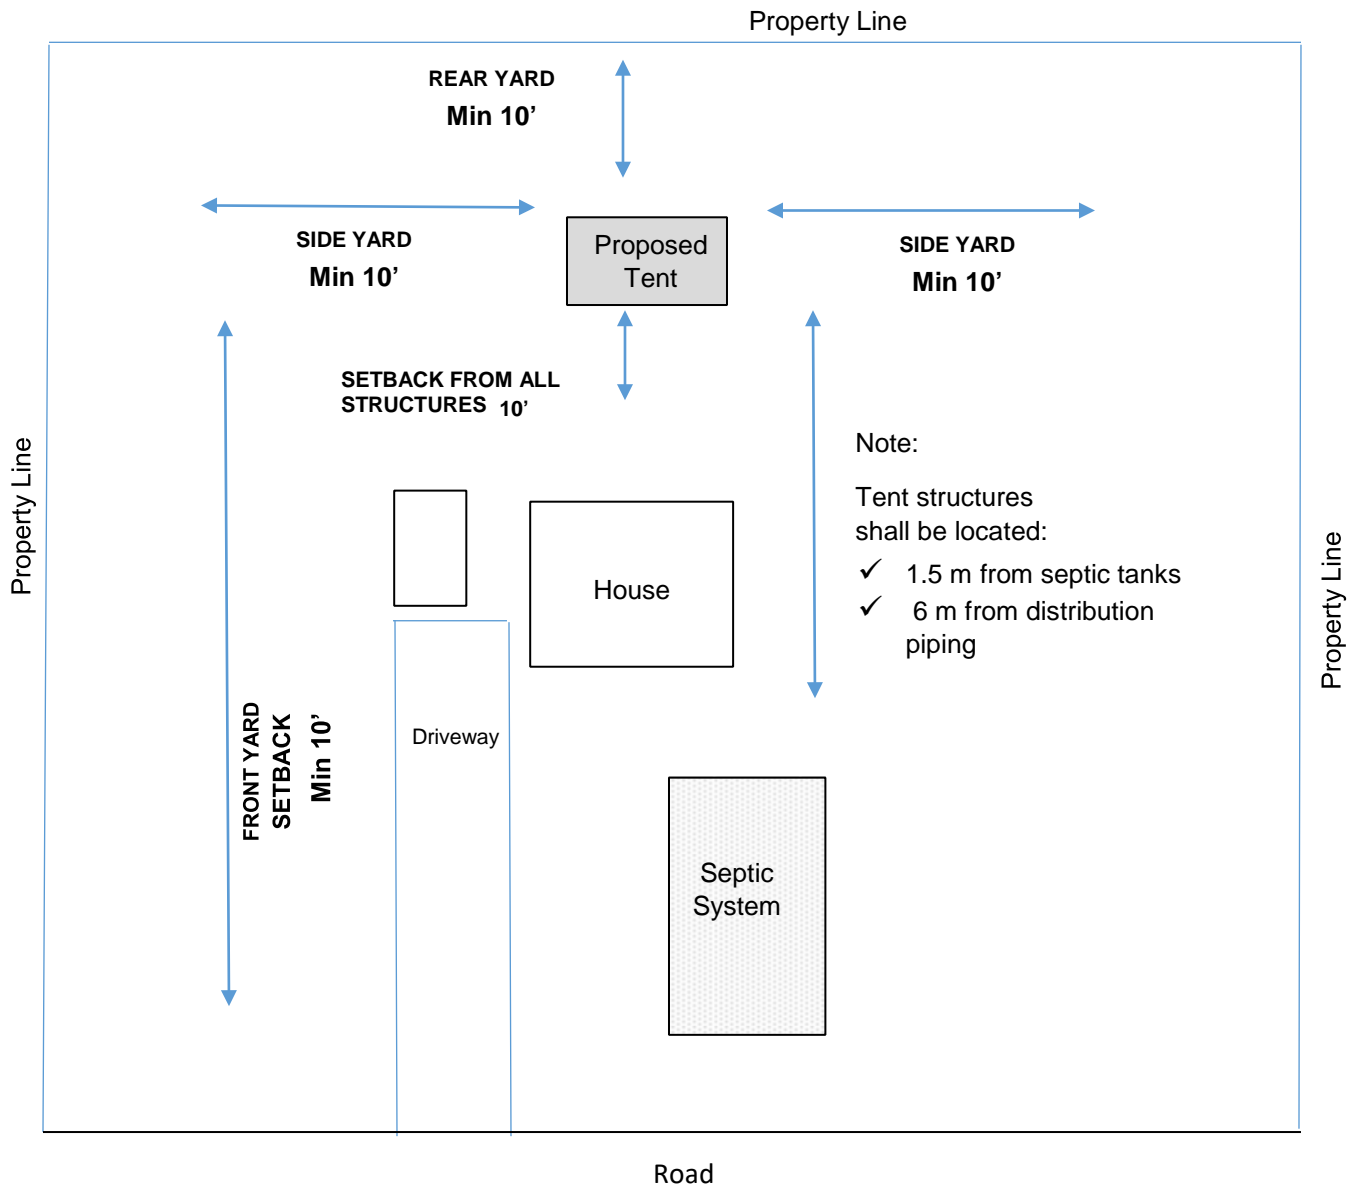 Property Line
REAR YARD
Min 10’
SIDE YARD
Min 10’
Proposed
Tent
SIDE YARD
Min 10’
SETBACK FROM ALL
STRUCTURES 10’
Property Line
Note:
Tent structures
shall be located:
✓ 1.5 m from septic tanks
✓ 6 m from distribution
piping
Property Line
House
FRONT YARD
SETBACK
Min 10’
Driveway
Septic
System
Road